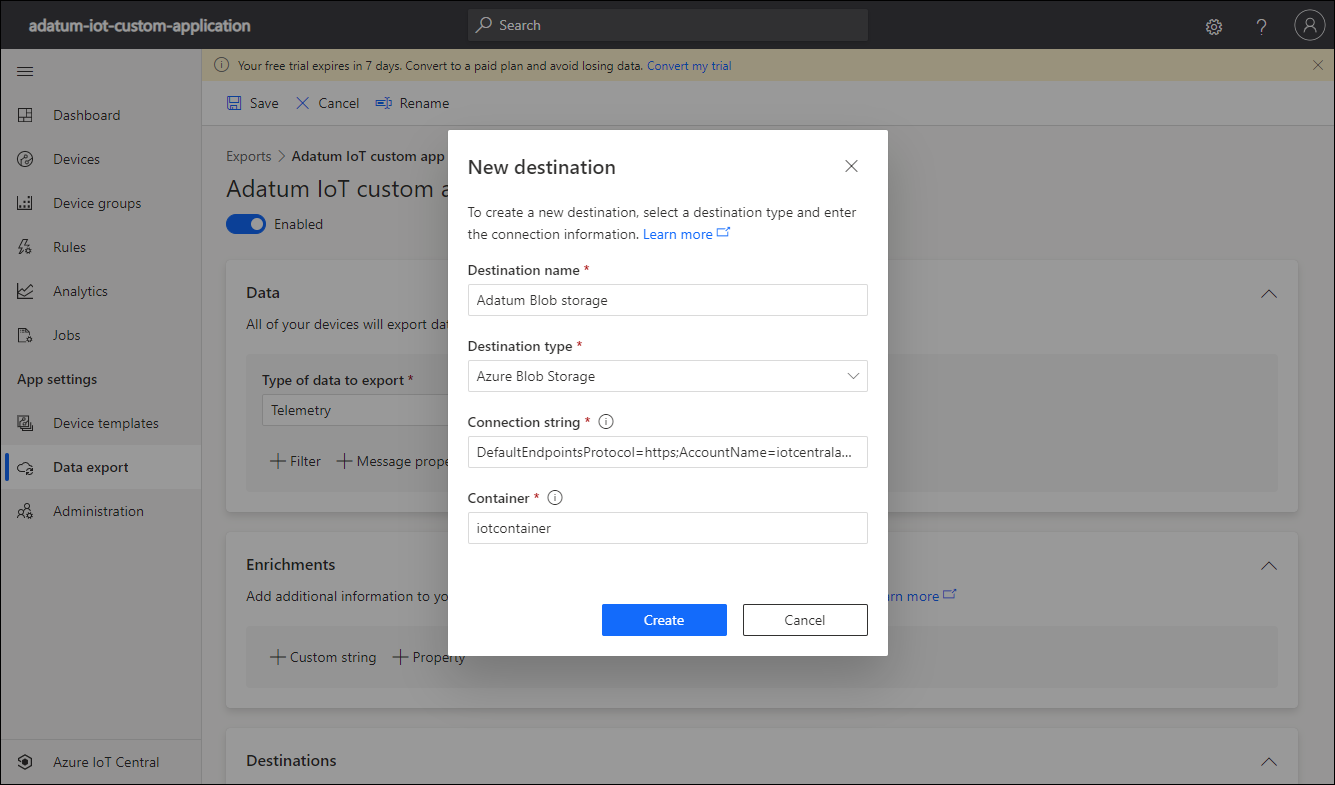 adatum-iot-custom-application
Search
Your free trial expires in 7 days. Convert to a paid plan and avoid losing data. Convert my trial
Dashboard
Devices
Device groups
Rules
Analytics
Jobs
App settings
Device templates
Data export
Administration
Azure IoT Central
Save Cancel Rename
Exports > Adatum IoT custom app
Adatum IoT custom a
Enabled
Data
All of your devices will export dat
Type of data to export *
Telemetry
+ Filter + Message prope
Enrichments
Add additional information to yo
rn more
+ Custom string + Property
Destinations
New destination
To create a new destination, select a destination type and enter
the connection information. Learn more
Destination name *
Adatum Blob storage
Destination type *
Azure Blob Storage
Connection string *
DefaultEndpointsProtocol=https;AccountName=iotcentrala...
Container *
iotcontainer
Create Cancel